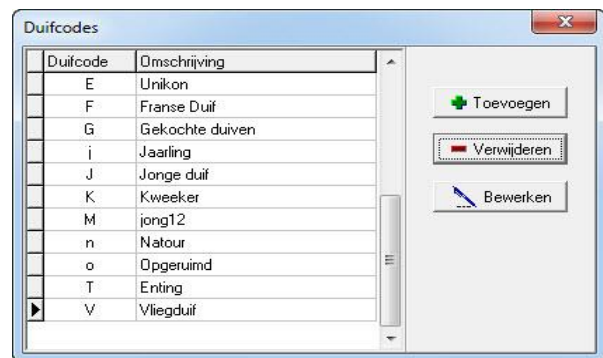 Duifcodes
Duifcode Omschrijving
E Unikon
F Franse Duif
G Gekochte duiven
j Jaarling
J Jonge duif
K Kweeker
M jong12
n Natour
o Opgeruimd
T Enting
V Vliegduif
Toevoegen
Verwijderen
Bewerken